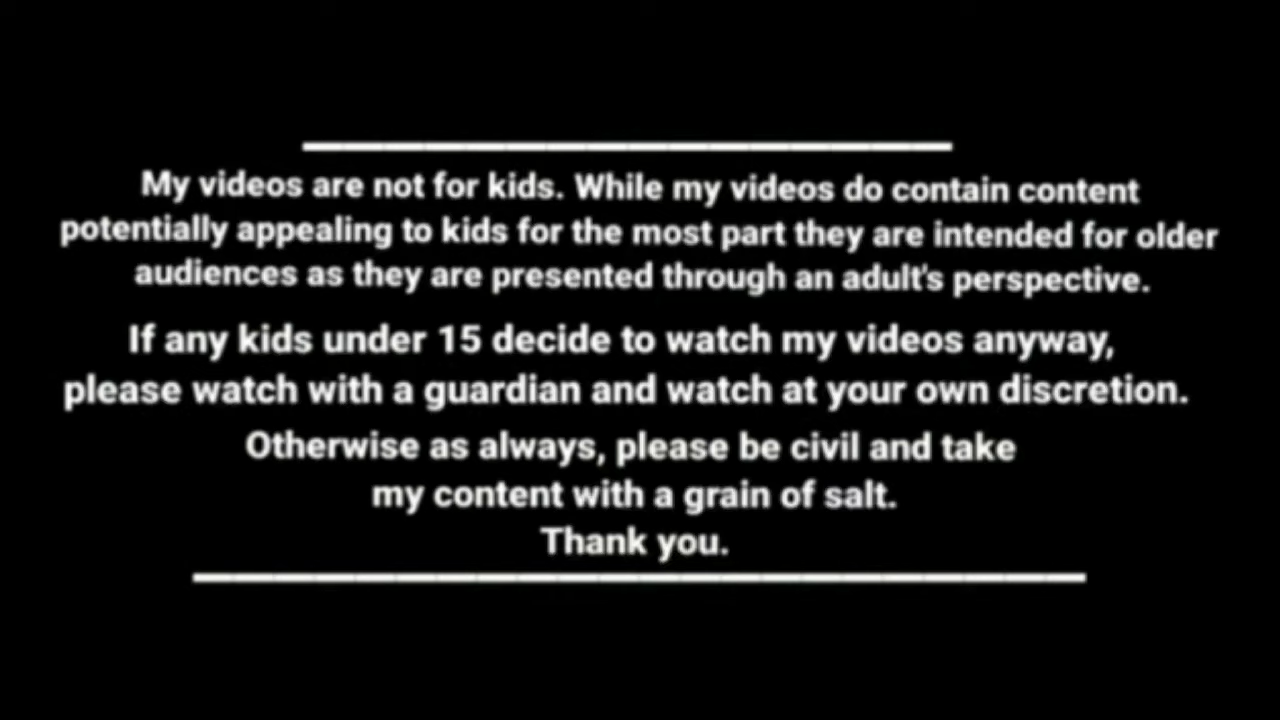 My videos are not for kids. While my videos do contain content
potentially appealing to kids for the most part they are intended for older
audiences as they are presented through an adult's perspective.
If any kids under 15 decide to watch my videos anyway,
please watch with a guardian and watch at your own discretion.
Otherwise as always, please be civil and take
my content with a grain of salt.
Thank you.